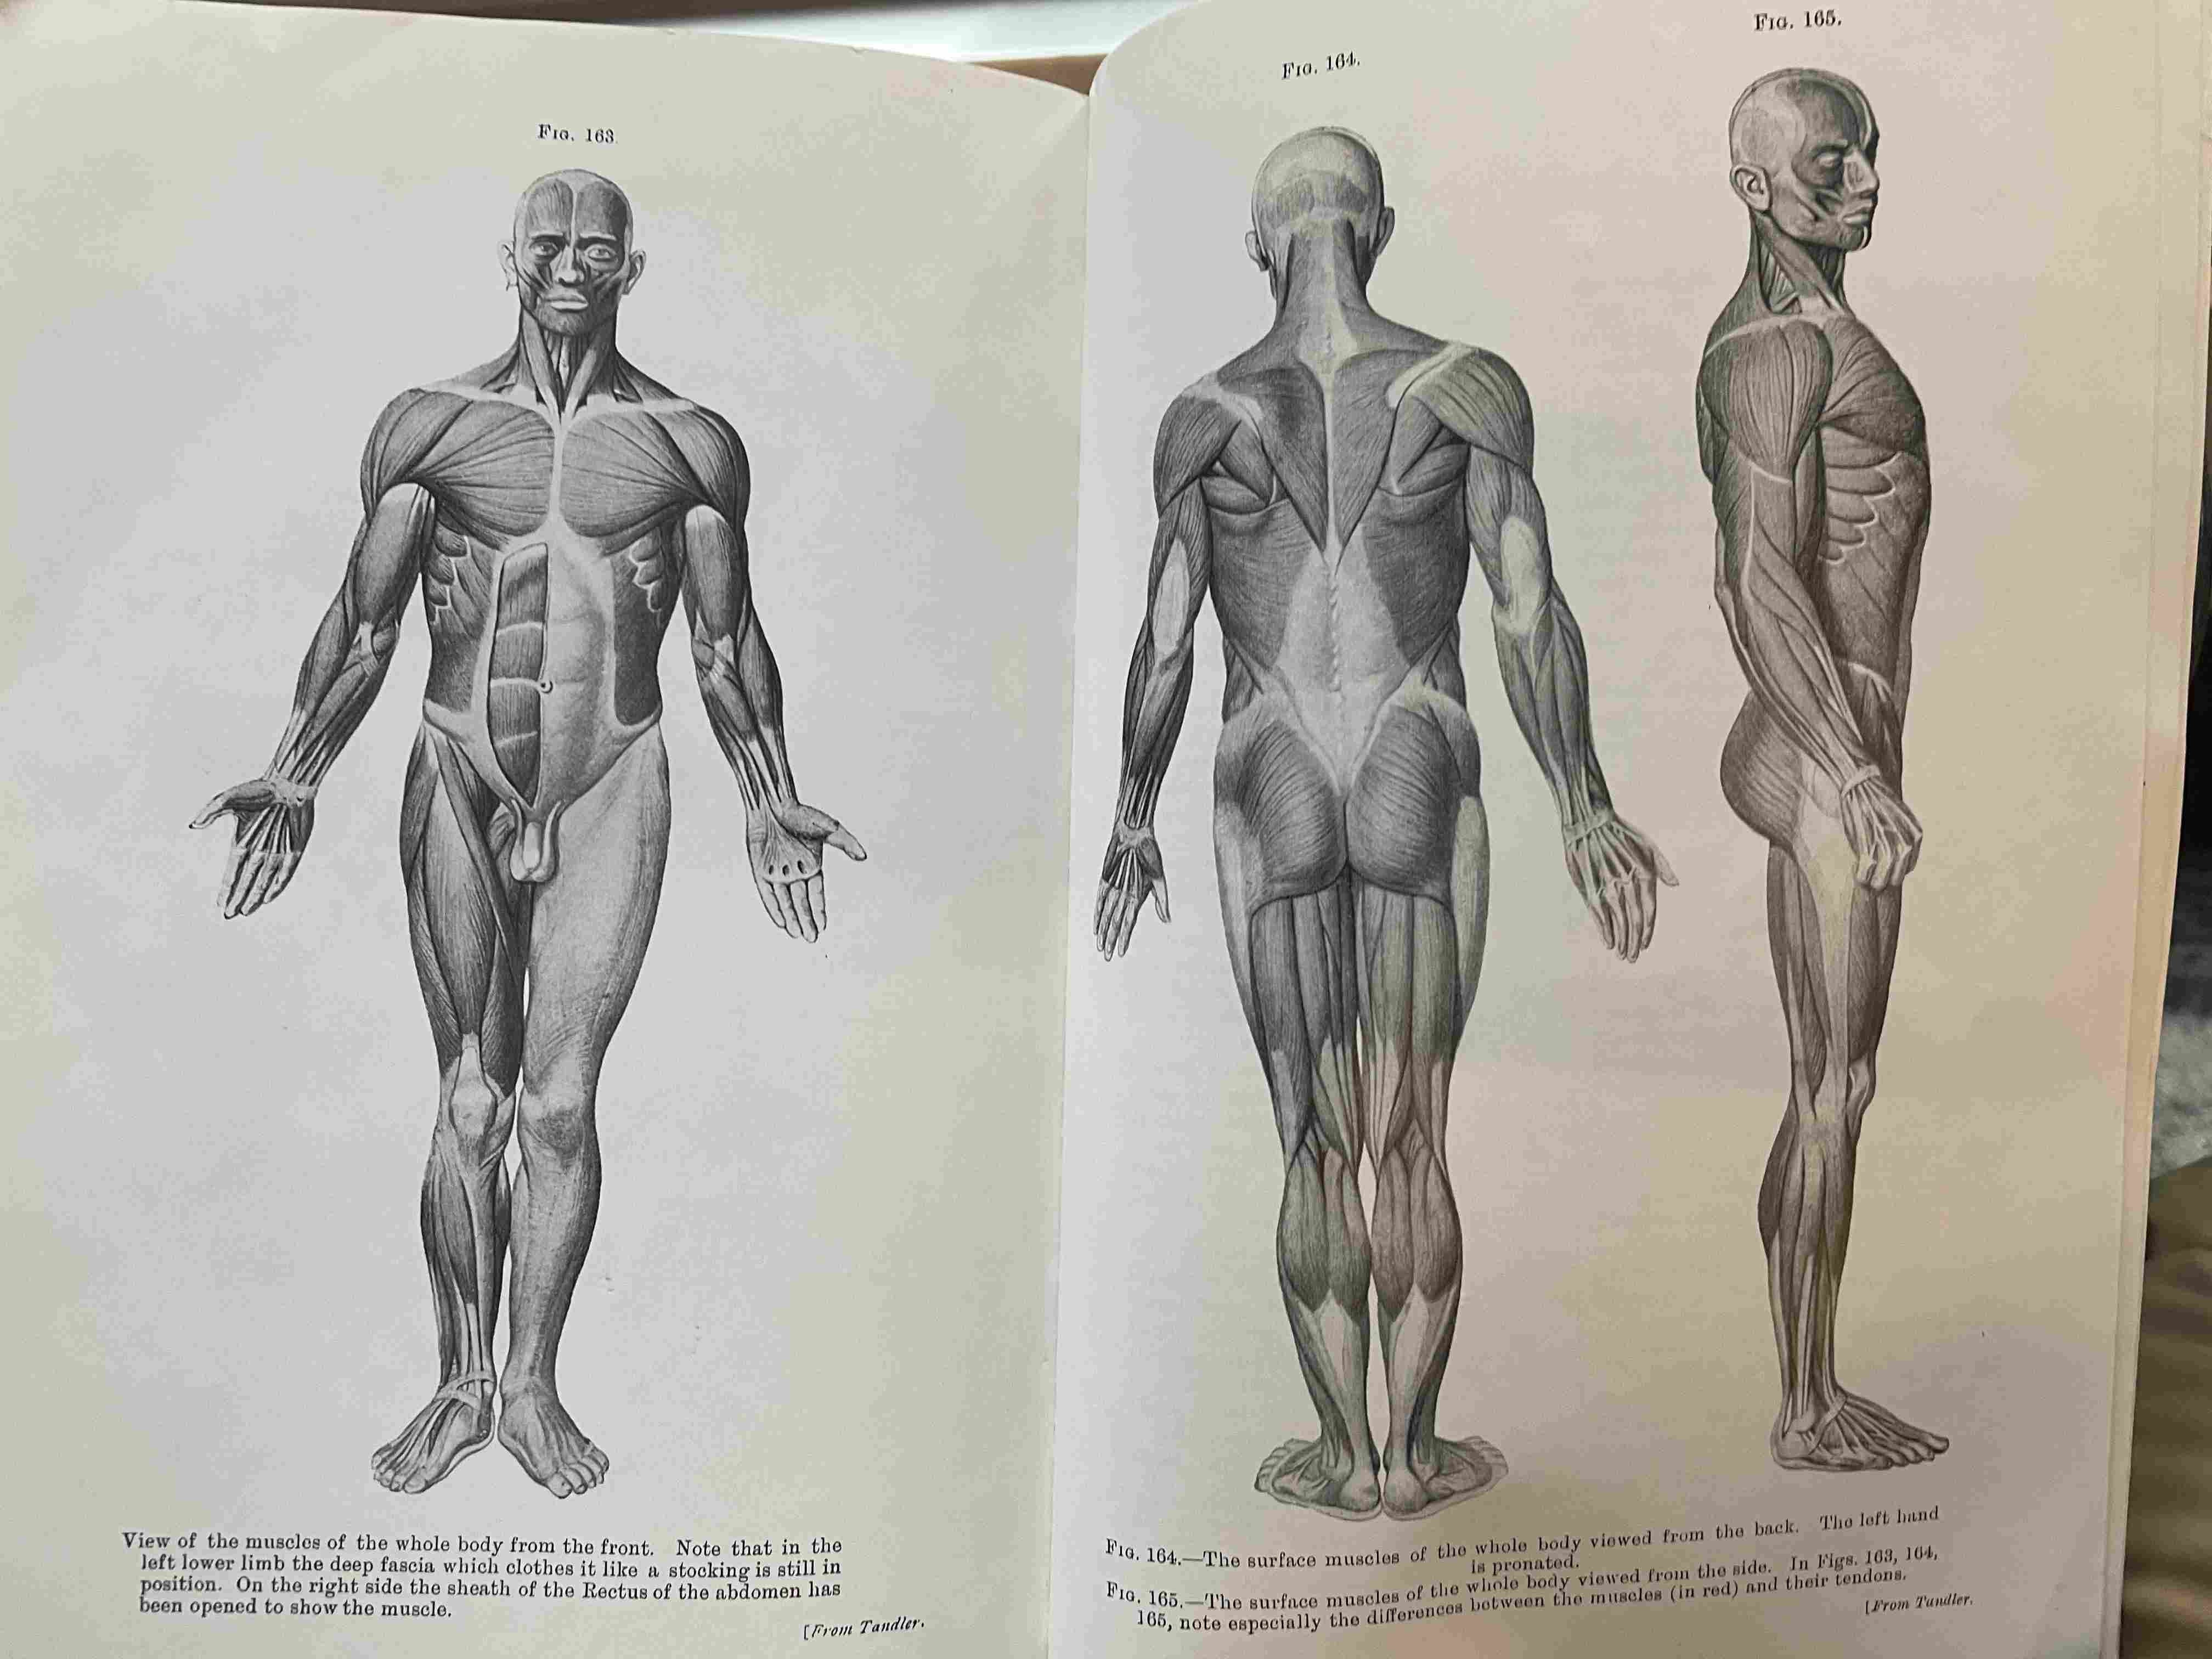 FIG. 163.
View of the muscles of the whole body from the front. Note that in the
left lower limb the deep fascia which clothes it like a stocking is still in
position. On the right side the sheath of the Rectus of the abdomen has
been opened to show the muscle.
[From Tandler.
FIG. 164.
FIG. 165.
FIG. 164.—The surface muscles of the whole body viewed from the back. The left hand
is pronated.
FIG. 165.—The surface muscles of the whole body viewed from the side. In Figs. 163, 164,
165, note especially the differences between the muscles (in red) and their tendons.
[From Tandler.